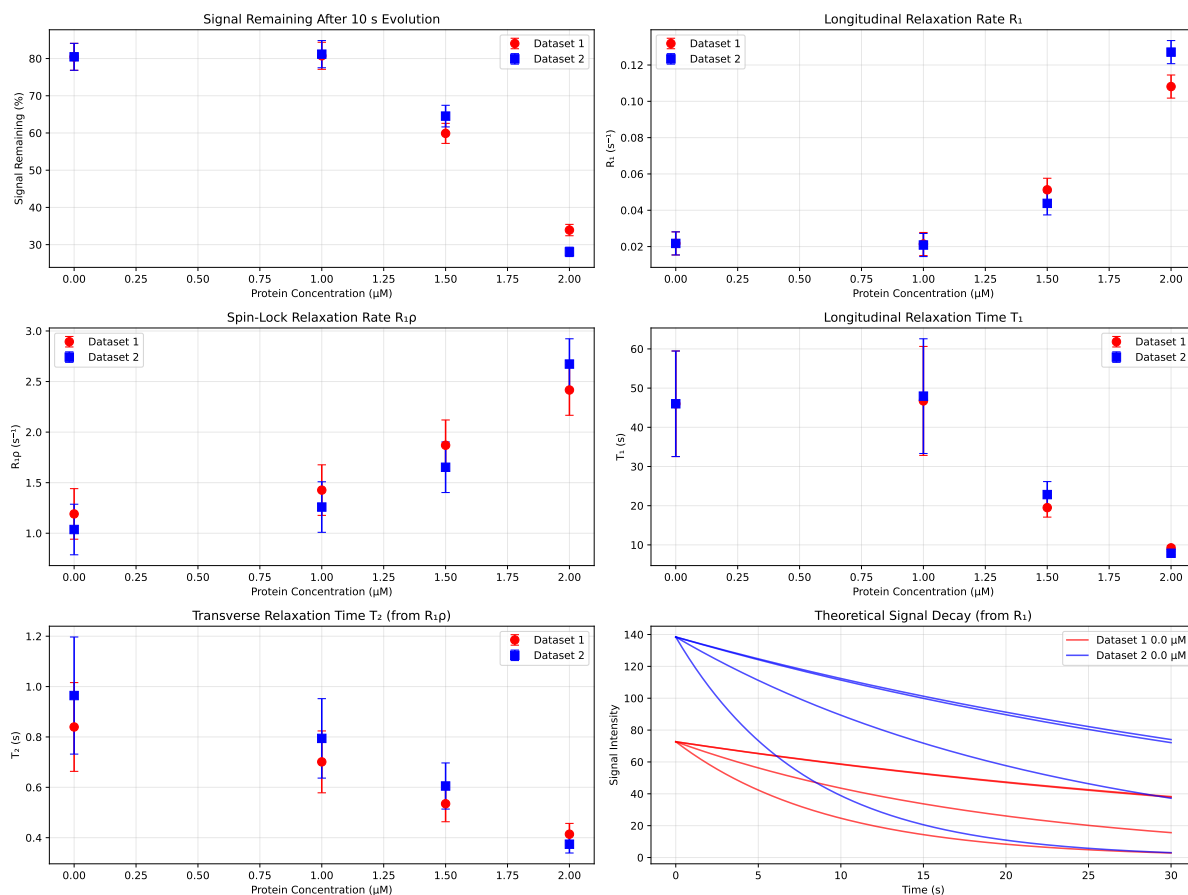 Signal Remaining After 10 s Evolution
Signal Remaining (%)
80
70
60
50
40
30
Dataset 1
Dataset 2
0.00 0.25 0.50 0.75 1.00 1.25 1.50 1.75 2.00
Protein Concentration (μM)
Longitudinal Relaxation Rate R₁
R₁ (s⁻¹)
0.12
0.10
0.08
0.06
0.04
0.02
Dataset 1
Dataset 2
0.00 0.25 0.50 0.75 1.00 1.25 1.50 1.75 2.00
Protein Concentration (μM)
Spin-Lock Relaxation Rate R₁ρ
R₁ρ (s⁻¹)
3.0
2.5
2.0
1.5
1.0
Dataset 1
Dataset 2
0.00 0.25 0.50 0.75 1.00 1.25 1.50 1.75 2.00
Protein Concentration (μM)
Longitudinal Relaxation Time T₁
T₁ (s)
60
50
40
30
20
10
Dataset 1
Dataset 2
0.00 0.25 0.50 0.75 1.00 1.25 1.50 1.75 2.00
Protein Concentration (μM)
Transverse Relaxation Time T₂ (from R₁ρ)
T₂ (s)
1.2
1.0
0.8
0.6
0.4
Dataset 1
Dataset 2
0.00 0.25 0.50 0.75 1.00 1.25 1.50 1.75 2.00
Protein Concentration (μM)
Theoretical Signal Decay (from R₁)
Signal Intensity
140
120
100
80
60
40
20
0
Dataset 1 0.0 μM
Dataset 2 0.0 μM
0 5 10 15 20 25 30
Time (s)